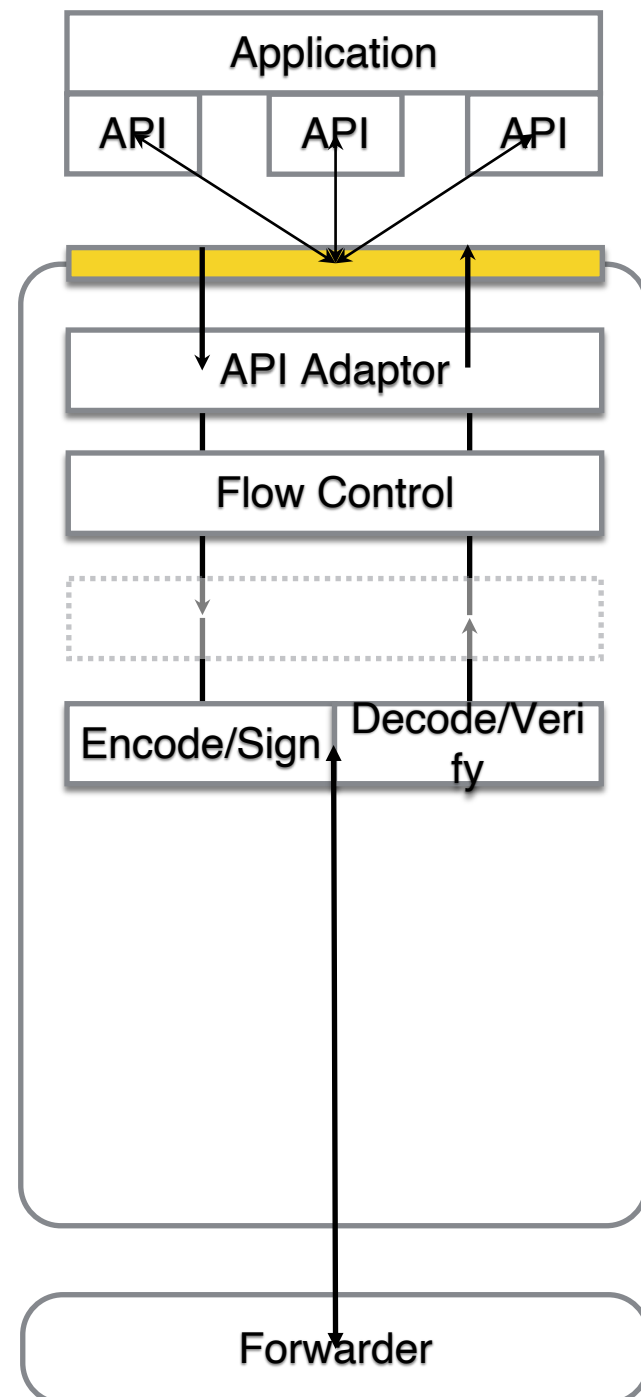 Application
API API API
API Adaptor
Flow Control
Encode/Sign Decode/Veri
fy
Forwarder